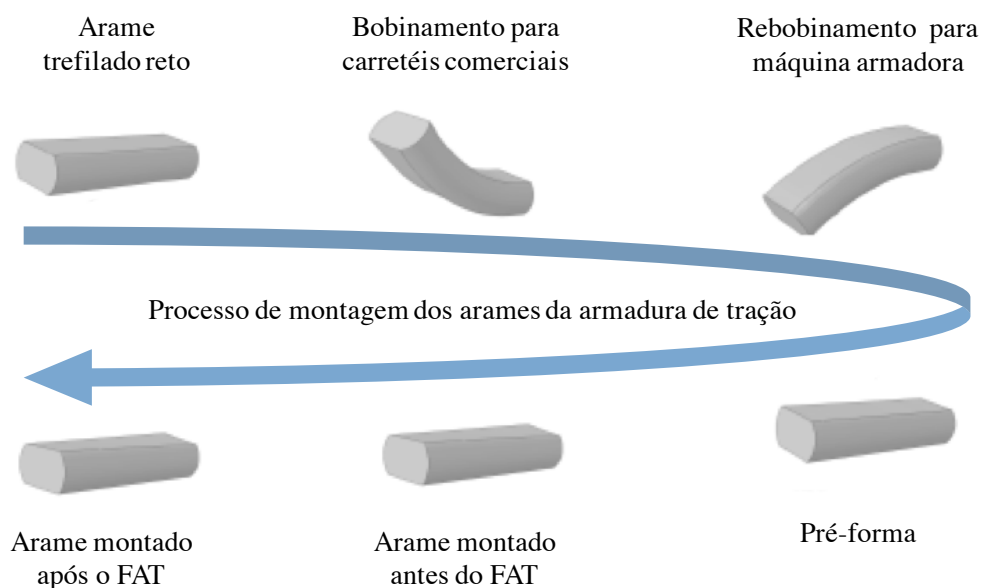 Arame
trefilado reto
Bobinamento para
carretéis comerciais
Rebobinamento para
máquina armadora
Processo de montagem dos arames da armadura de tração
Arame montado
após o FAT
Arame montado
antes do FAT
Pré-forma